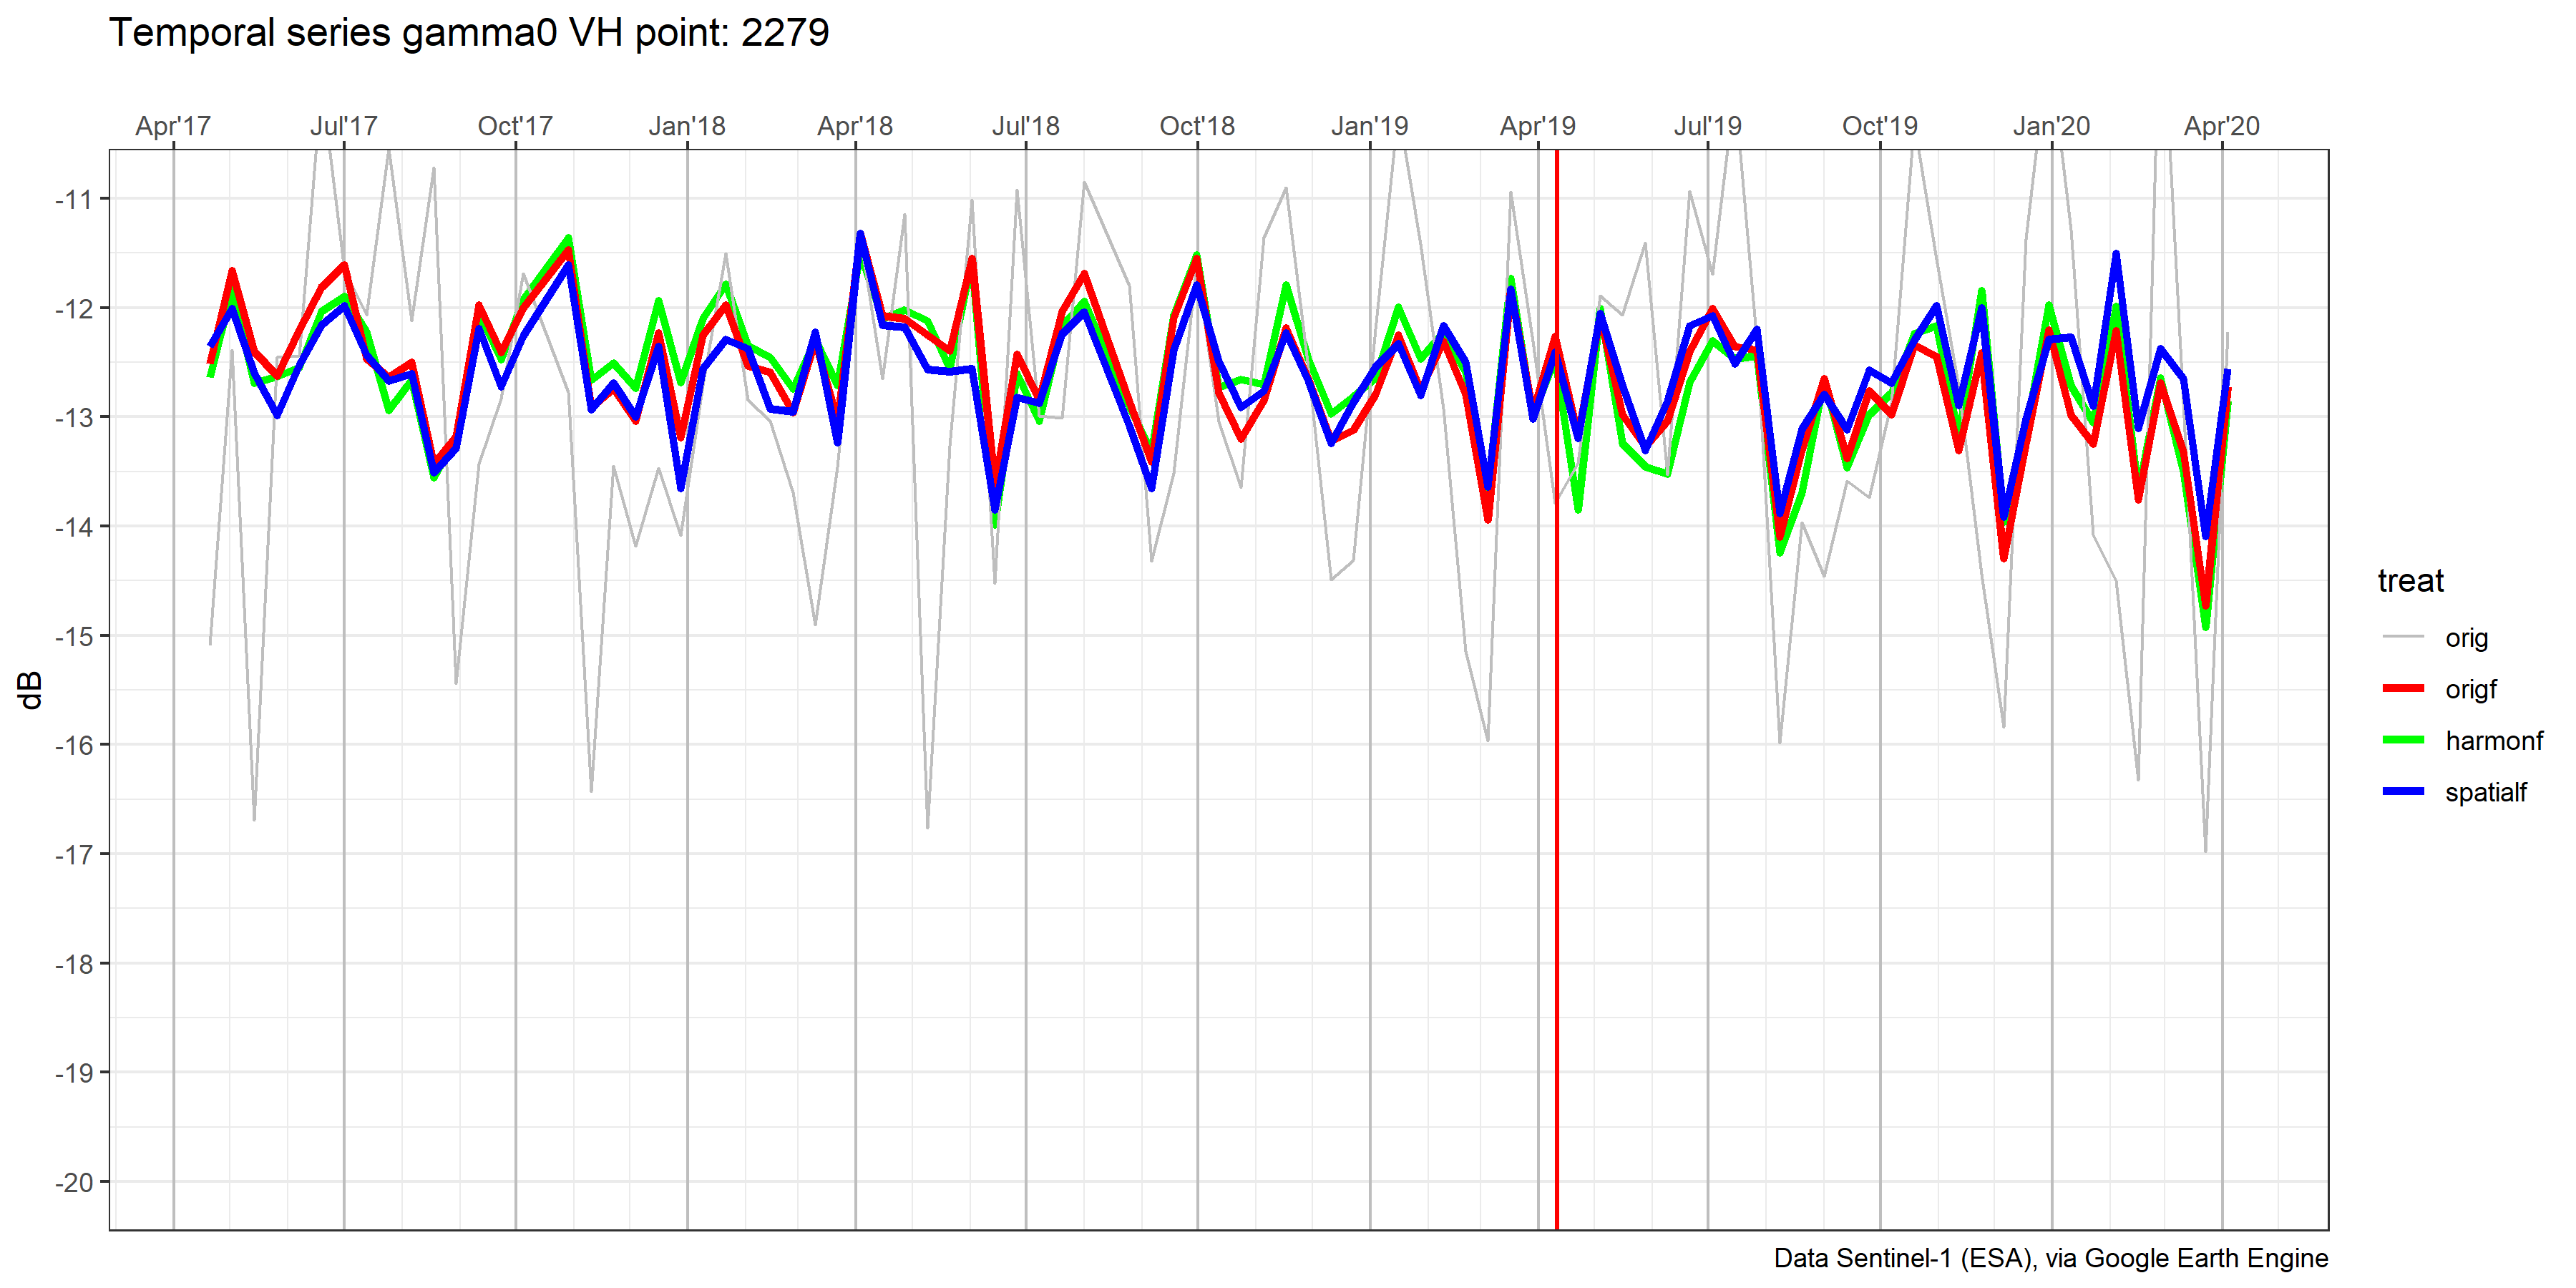 Temporal series gamma0 VH point: 2279
Apr'17 Jul'17 Oct'17 Jan'18 Apr'18 Jul'18 Oct'18 Jan'19 Apr'19 Jul'19 Oct'19 Jan'20 Apr'20
-11
-12
-13
-14
-15
-16
-17
-18
-19
-20
dB
treat
orig
origf
harmonf
spatialf
Data Sentinel-1 (ESA), via Google Earth Engine